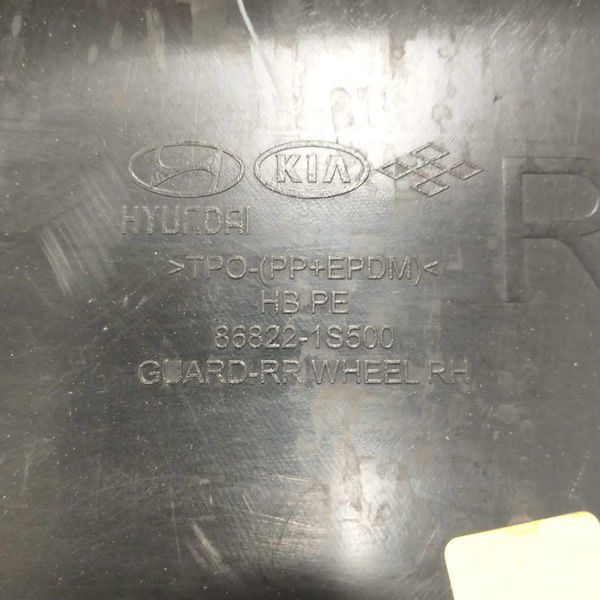 KIA
HYUNDAI
R
>TPO-(PP+EPDM)<
HB PE
86822-1S500
GUARD-RR WHEEL RH